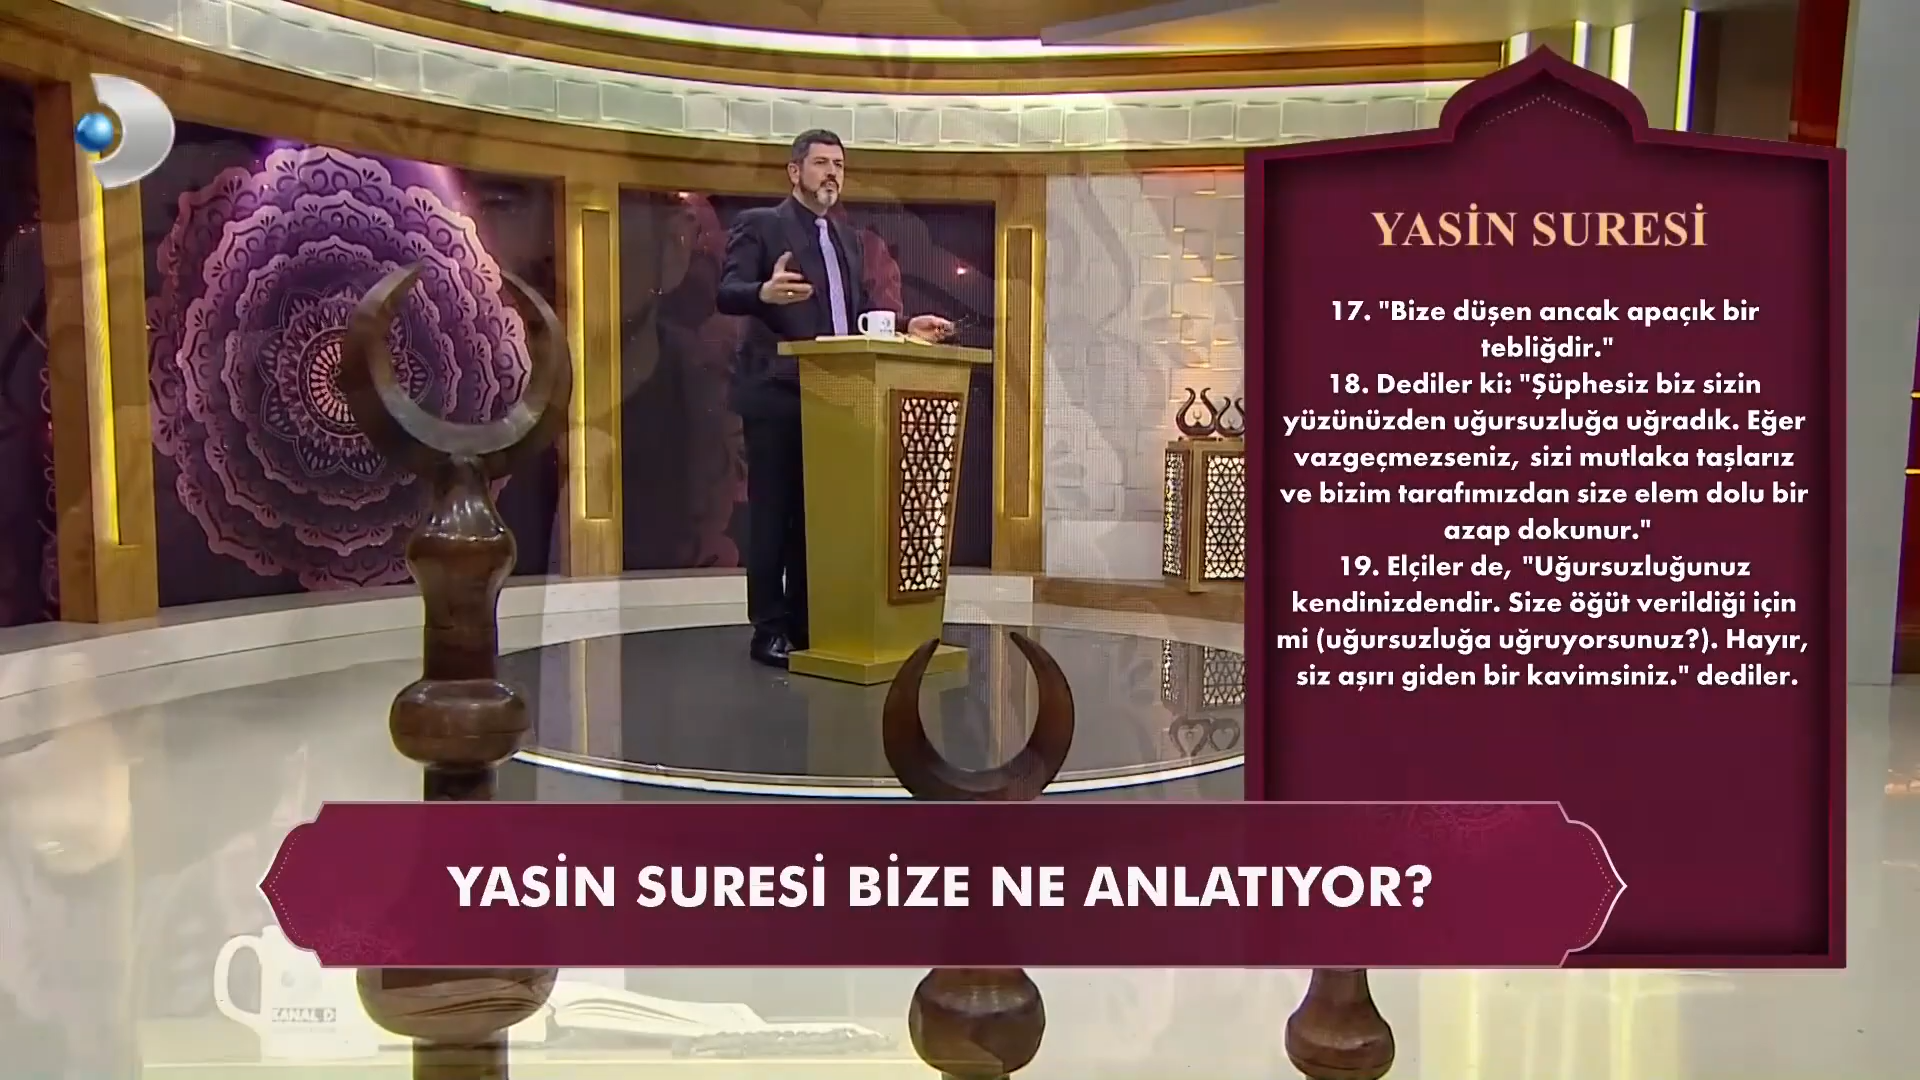 YASİN SURESİ
17. "Bize düşen ancak apaçık bir
tebliğdir."
18. Dediler ki: "Şüphesiz biz sizin
yüzünüzden uğursuzluğa uğradık. Eğer
vazgeçmezseniz, sizi mutlaka taşlarız
ve bizim tarafımızdan size elem dolu bir
azap dokunur."
19. Elçiler de, "Uğursuzluğunuz
kendinizdendir. Size öğüt verildiği için
mi (uğursuzluğa uğruyorsunuz?). Hayır,
siz aşırı giden bir kavimsiniz." dediler.
YASİN SURESİ BİZE NE ANLATIYOR?
KANAL D